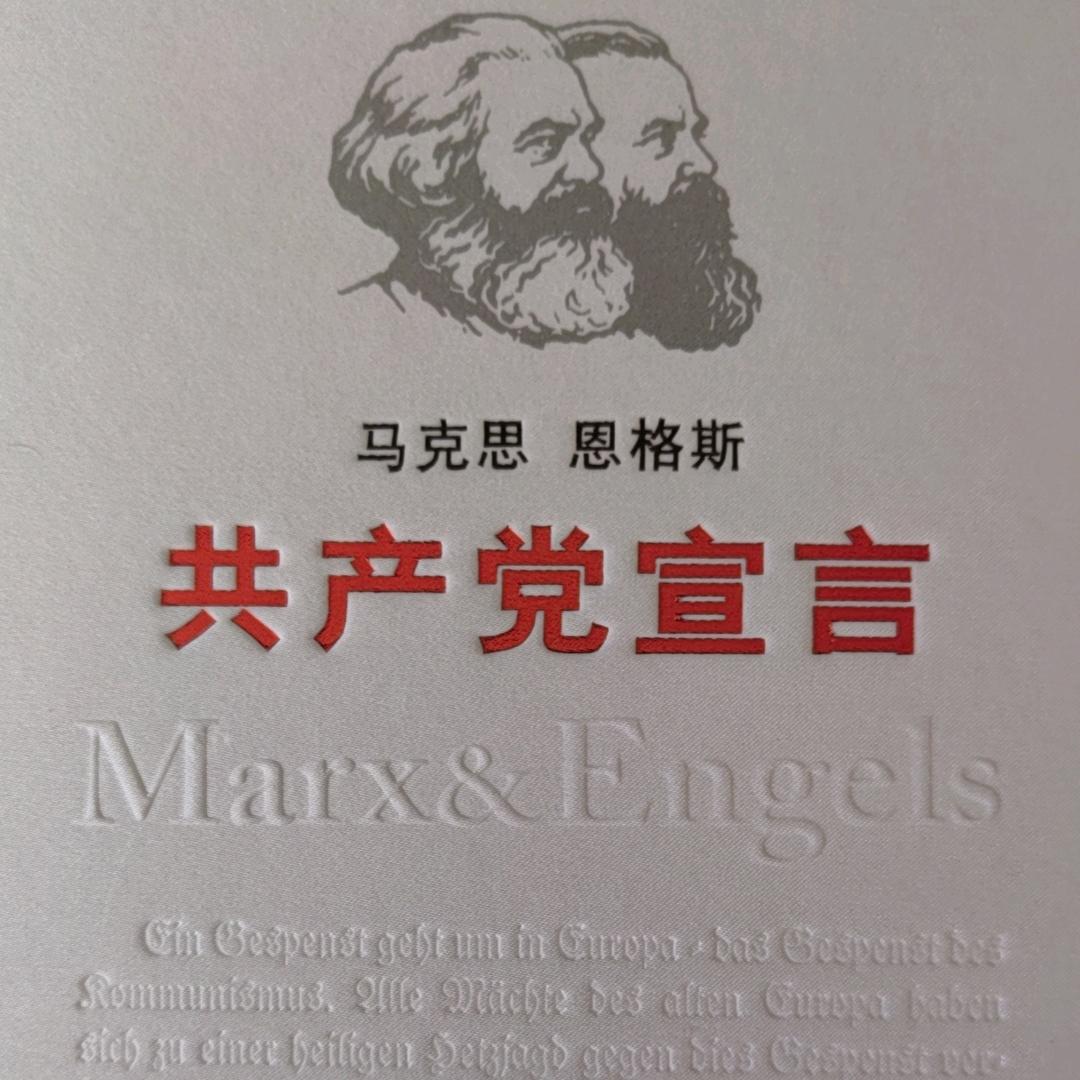 马克思 恩格斯
共产党宣言
Marx&Engels
Ein Gespenst geht um in Europa - das Gespenst des
Kommunismus. Alle Mächte des alten Europa haben
sich zu einer heiligen Hetzjagd gegen dies Gespenst ver-